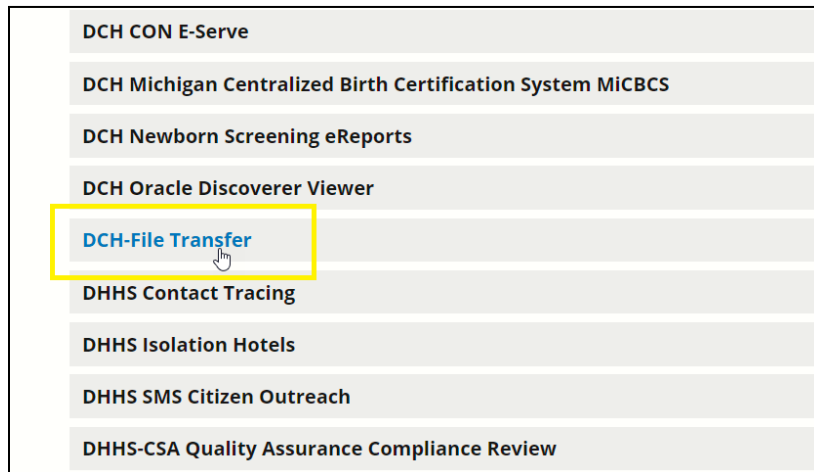 DCH CON E-Serve
DCH Michigan Centralized Birth Certification System MiCBCS
DCH Newborn Screening eReports
DCH Oracle Discoverer Viewer
DCH-File Transfer
DHHS Contact Tracing
DHHS Isolation Hotels
DHHS SMS Citizen Outreach
DHHS-CSA Quality Assurance Compliance Review